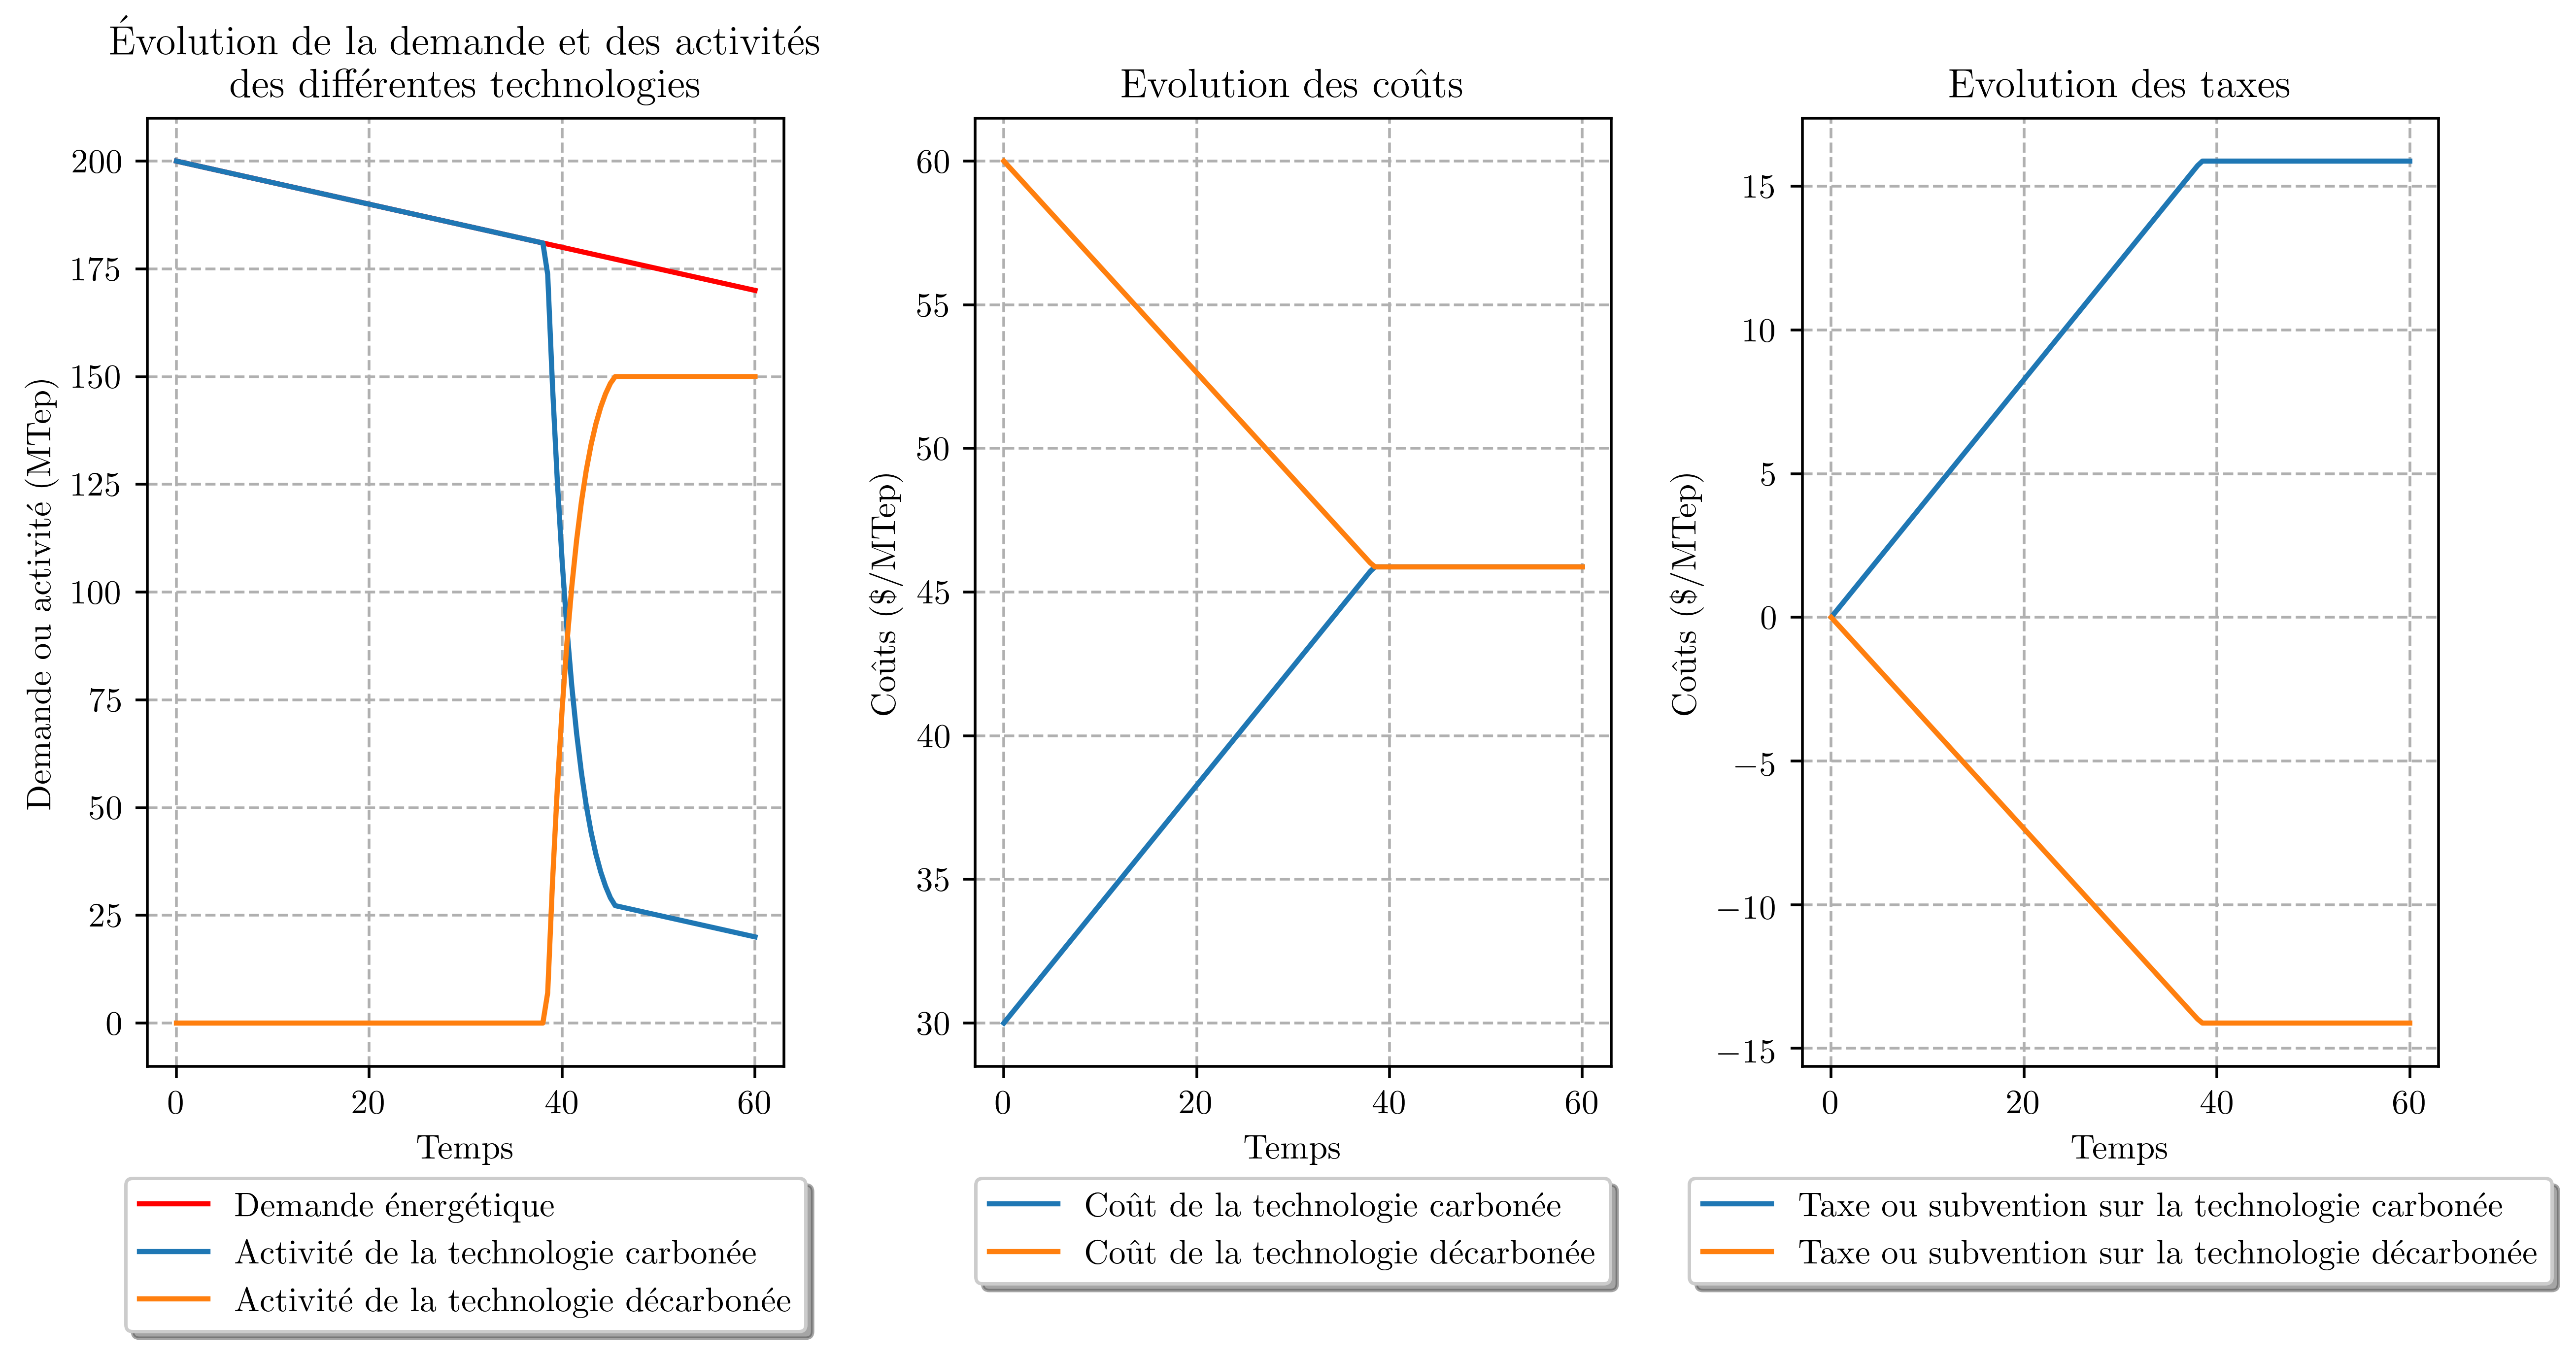 Évolution de la demande et des activités
des différentes technologies
Demande ou activité (MTep)
200
175
150
125
100
75
50
25
0
0 20 40 60
Temps
Demande énergétique
Activité de la technologie carbonée
Activité de la technologie décarbonée
Evolution des coûts
Coûts ($/MTep)
60
55
50
45
40
35
30
0 20 40 60
Temps
Coût de la technologie carbonée
Coût de la technologie décarbonée
Evolution des taxes
Coûts ($/MTep)
15
10
5
0
−5
−10
−15
0 20 40 60
Temps
Taxe ou subvention sur la technologie carbonée
Taxe ou subvention sur la technologie décarbonée